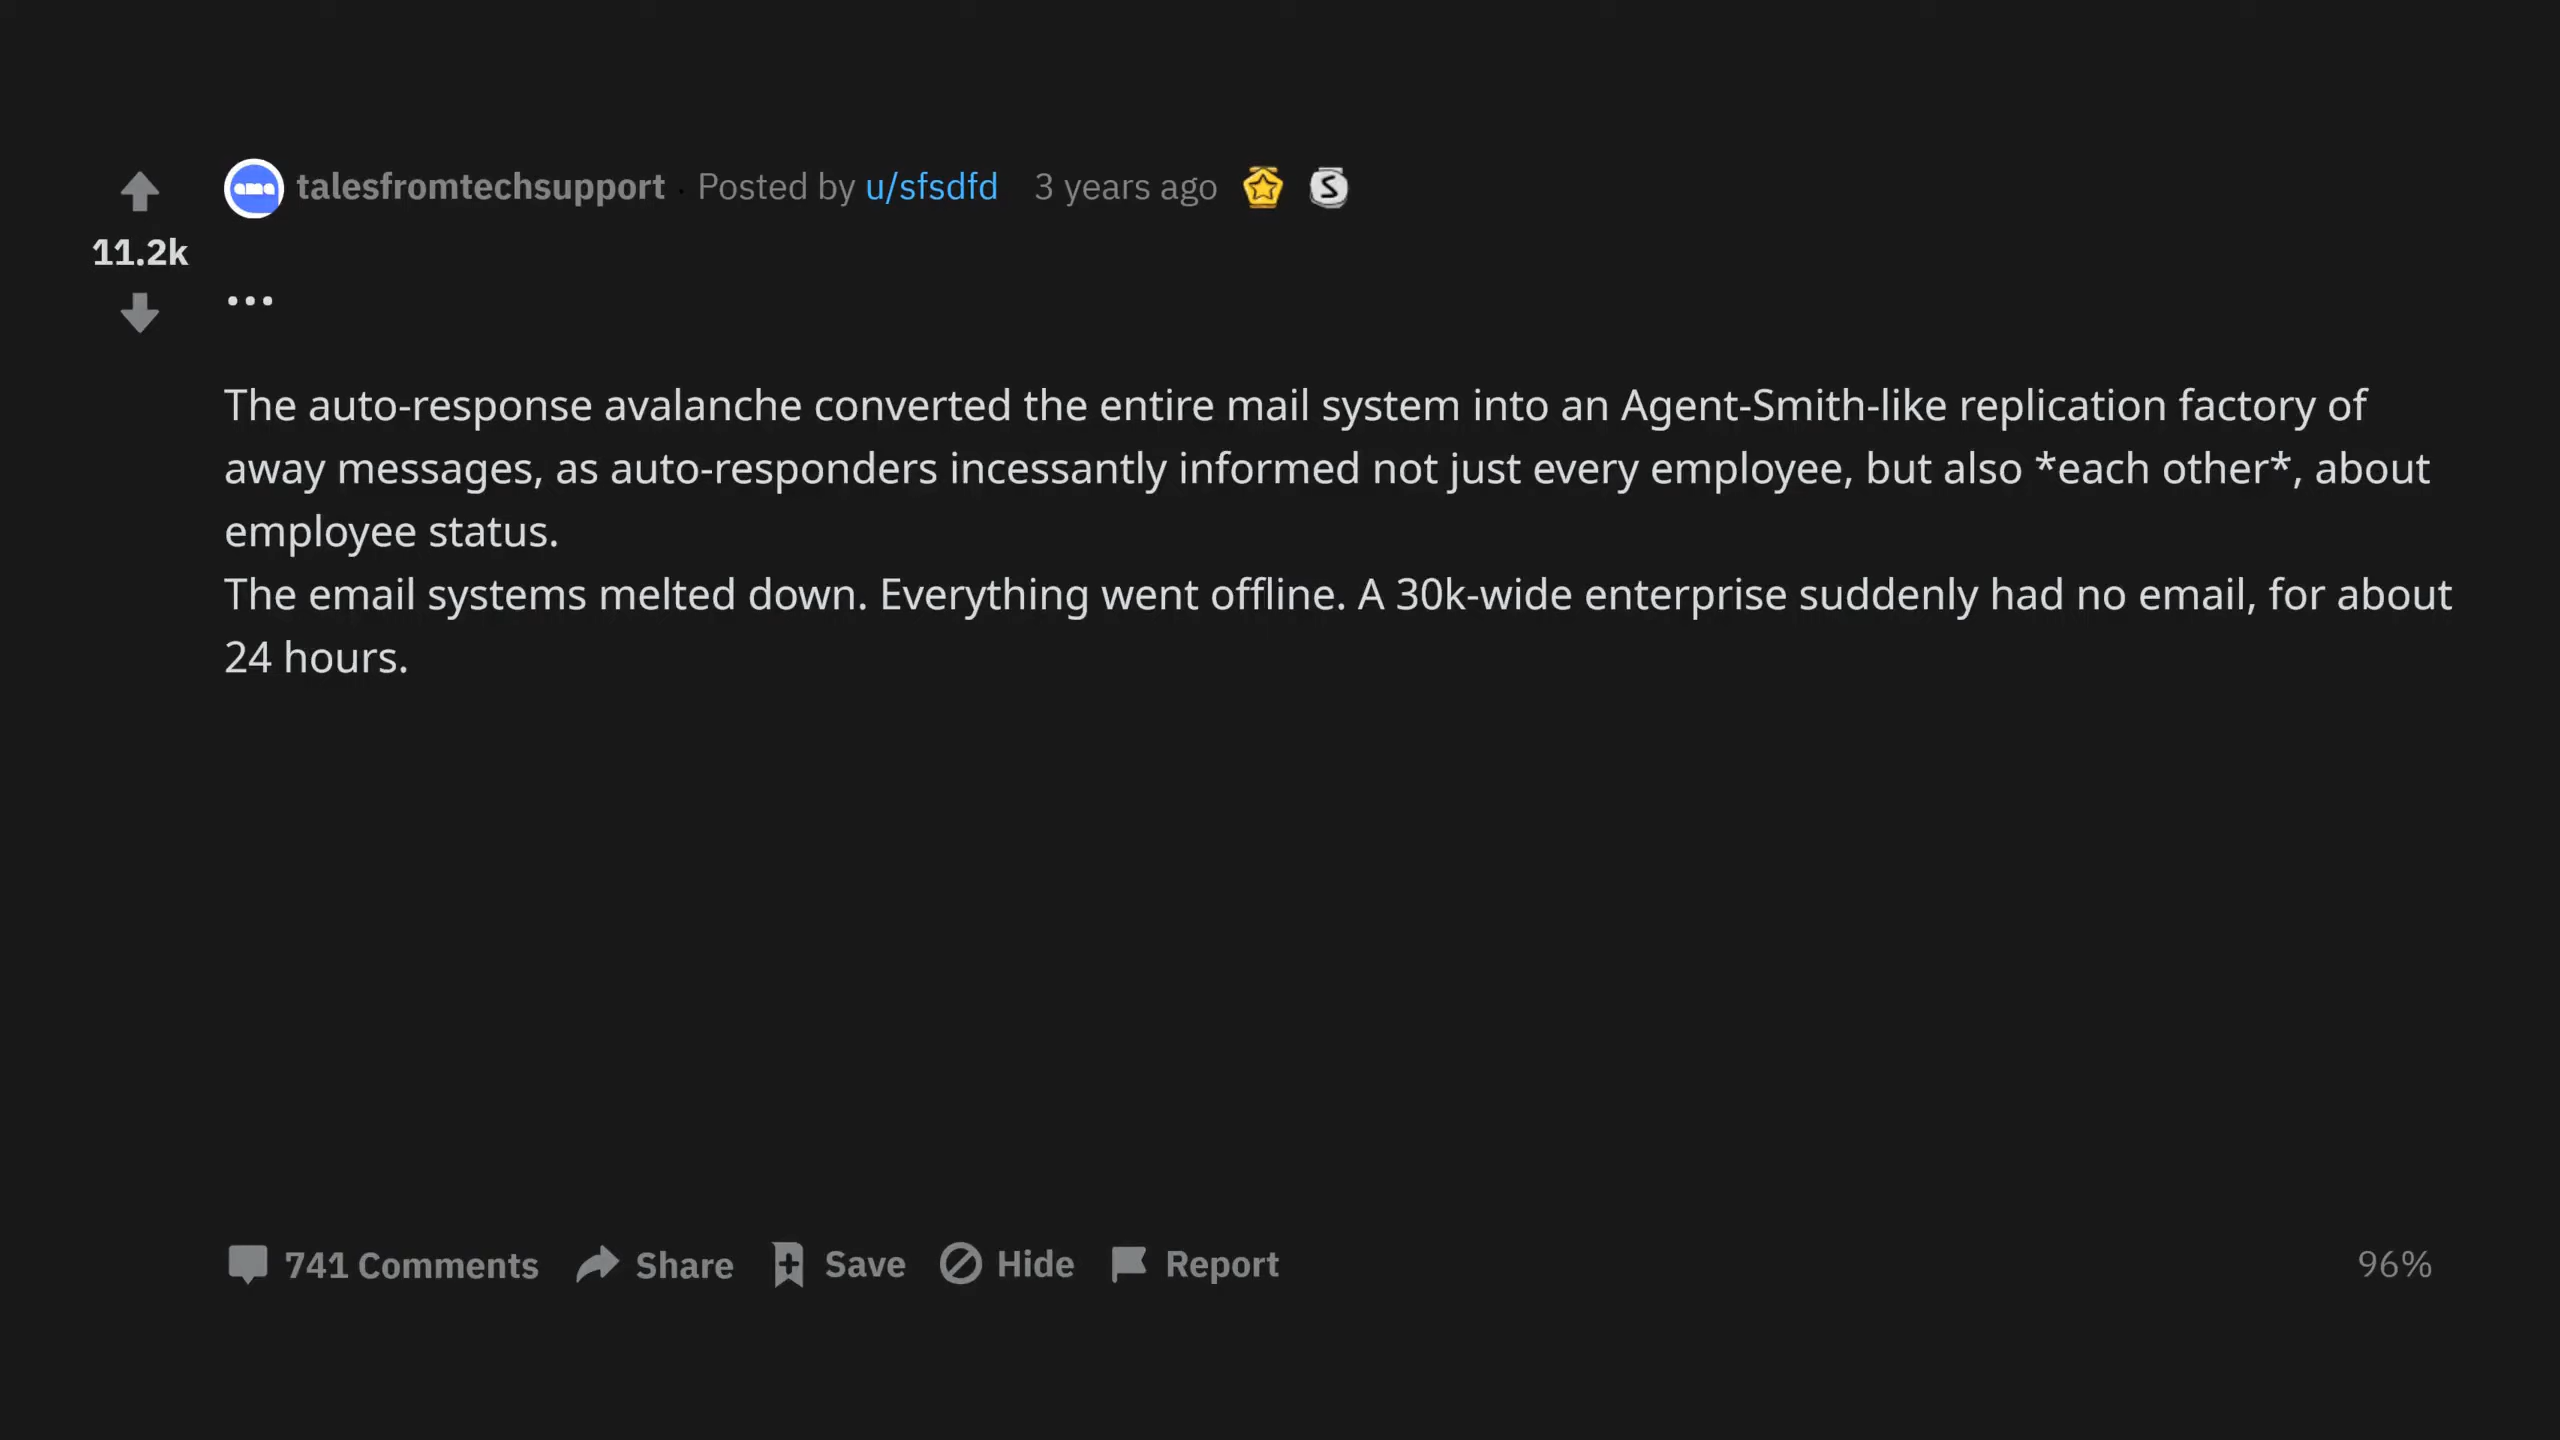 ama talesfromtechsupport · Posted by u/sfsdfd 3 years ago S
11.2k
...
The auto-response avalanche converted the entire mail system into an Agent-Smith-like replication factory of
away messages, as auto-responders incessantly informed not just every employee, but also *each other*, about
employee status.
The email systems melted down. Everything went offline. A 30k-wide enterprise suddenly had no email, for about
24 hours.
741 Comments Share Save Hide Report 96%